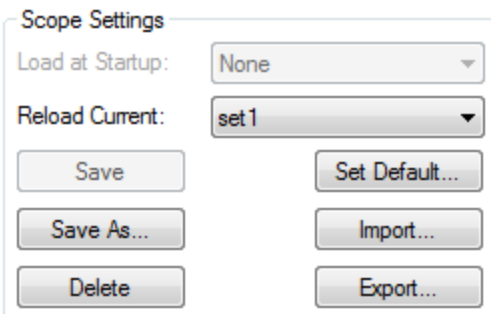 Scope Settings
Load at Startup: None
Reload Current: set1
Save Set Default...
Save As... Import...
Delete Export...